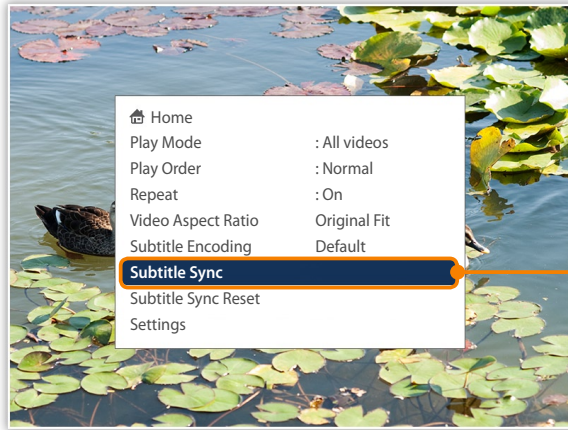 Home
Play Mode : All videos
Play Order : Normal
Repeat : On
Video Aspect Ratio Original Fit
Subtitle Encoding Default
Subtitle Sync
Subtitle Sync Reset
Settings